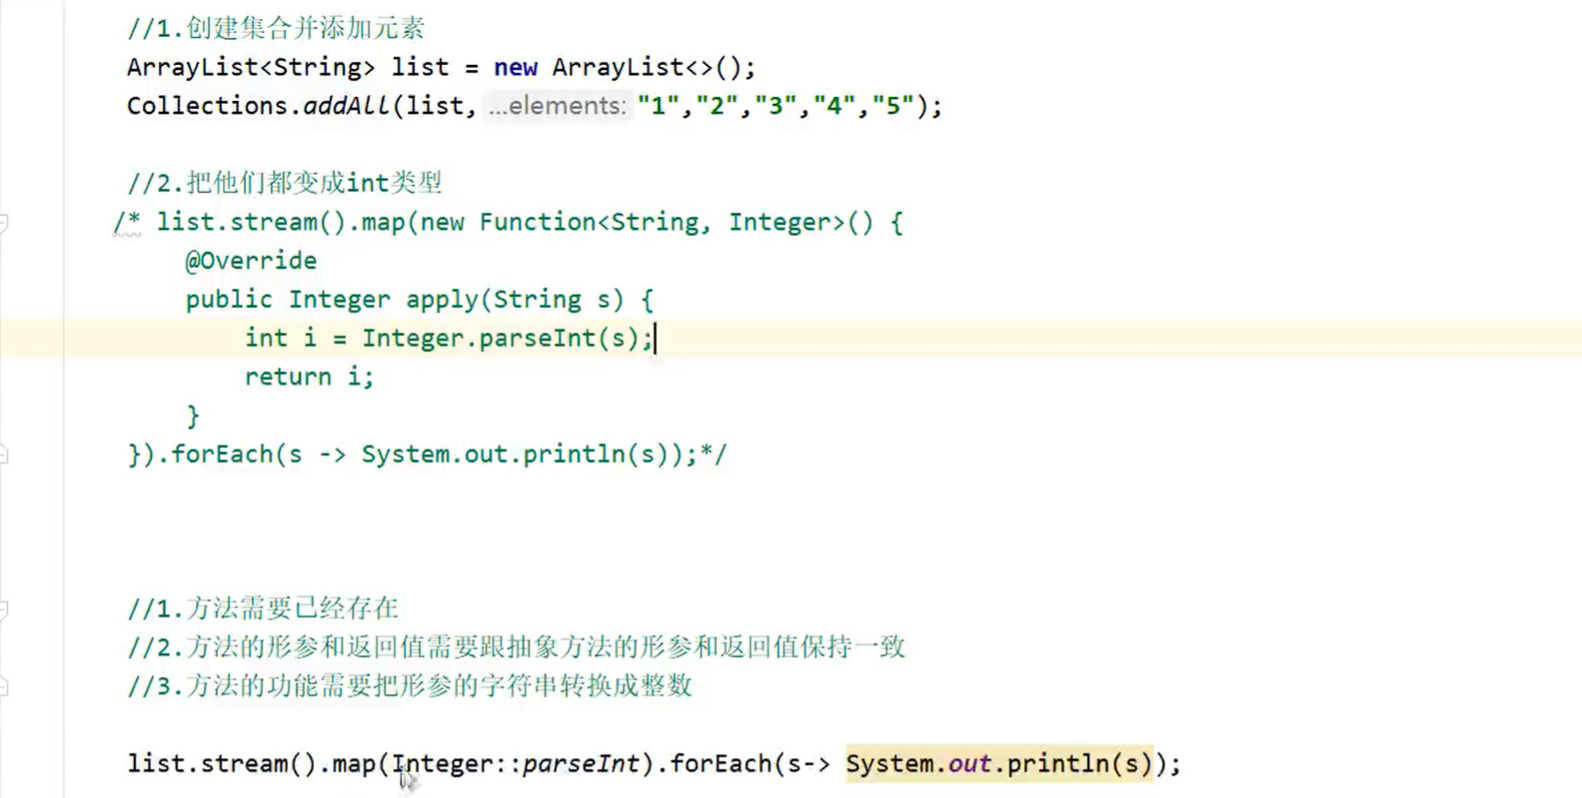 //1.创建集合并添加元素
ArrayList<String> list = new ArrayList<>();
Collections.addAll(list, ...elements: "1","2","3","4","5");
//2.把他们都变成int类型
/* list.stream().map(new Function<String, Integer>() {
@Override
public Integer apply(String s) {
int i = Integer.parseInt(s);
return i;
}
}).forEach(s -> System.out.println(s));*/
//1.方法需要已经存在
//2.方法的形参和返回值需要跟抽象方法的形参和返回值保持一致
//3.方法的功能需要把形参的字符串转换成整数
list.stream().map(Integer::parseInt).forEach(s-> System.out.println(s));